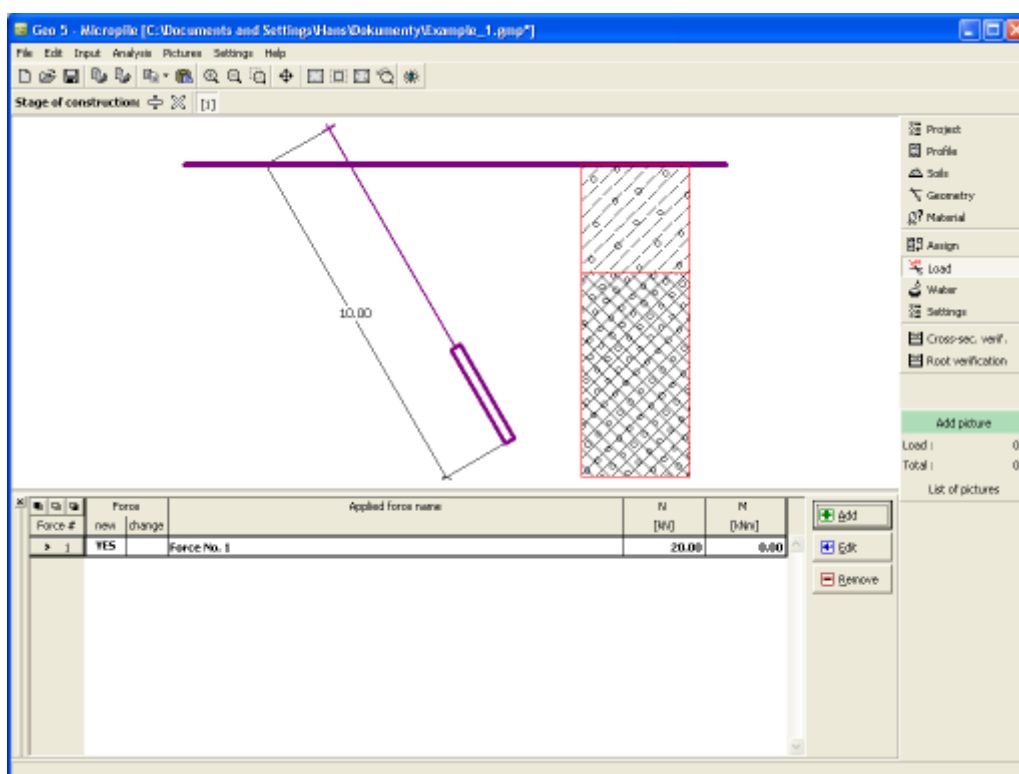 Geo 5 - Micropile [C:\Documents and Settings\Hans\Dokumenty\Example_1.gmp*]
File Edit Input Analysis Pictures Settings Help
Stage of construction: [1]
10.00
Project
Profile
Soils
Geometry
Material
Assign
Load
Water
Settings
Cross-sec. verif.
Root verification
Add picture
Load : 0
Total : 0
List of pictures
Force Applied force name N M
Force # new change [kN] [kNm]
> 1 YES Force No. 1 20.00 0.00
Add
Edit
Remove